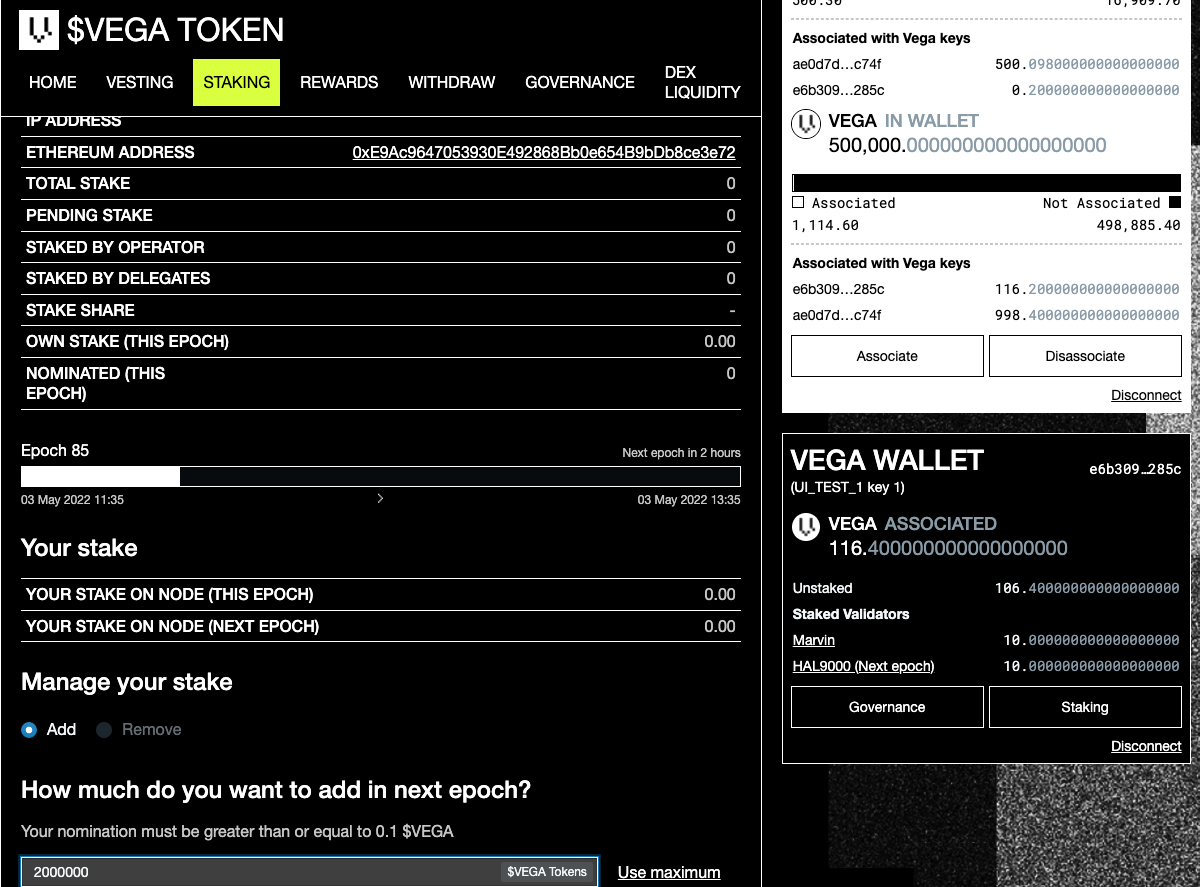 $VEGA TOKEN
HOME VESTING STAKING REWARDS WITHDRAW GOVERNANCE DEX LIQUIDITY
IP ADDRESS
ETHEREUM ADDRESS 0xE9Ac9647053930E492868Bb0e654B9bDb8ce3e72
TOTAL STAKE 0
PENDING STAKE 0
STAKED BY OPERATOR 0
STAKED BY DELEGATES 0
STAKE SHARE -
OWN STAKE (THIS EPOCH) 0.00
NOMINATED (THIS EPOCH) 0
Epoch 85 Next epoch in 2 hours
03 May 2022 11:35 > 03 May 2022 13:35
Your stake
YOUR STAKE ON NODE (THIS EPOCH) 0.00
YOUR STAKE ON NODE (NEXT EPOCH) 0.00
Manage your stake
Add Remove
How much do you want to add in next epoch?
Your nomination must be greater than or equal to 0.1 $VEGA
2000000 $VEGA Tokens Use maximum
500.30 16,909.70
Associated with Vega keys
ae0d7d…c74f 500.098000000000000000
e6b309…285c 0.200000000000000000
VEGA IN WALLET
500,000.000000000000000000
Associated Not Associated
1,114.60 498,885.40
Associated with Vega keys
e6b309…285c 116.200000000000000000
ae0d7d…c74f 998.400000000000000000
Associate Disassociate
Disconnect
VEGA WALLET e6b309…285c
(UI_TEST_1 key 1)
VEGA ASSOCIATED
116.400000000000000000
Unstaked 106.400000000000000000
Staked Validators
Marvin 10.000000000000000000
HAL9000 (Next epoch) 10.000000000000000000
Governance Staking
Disconnect